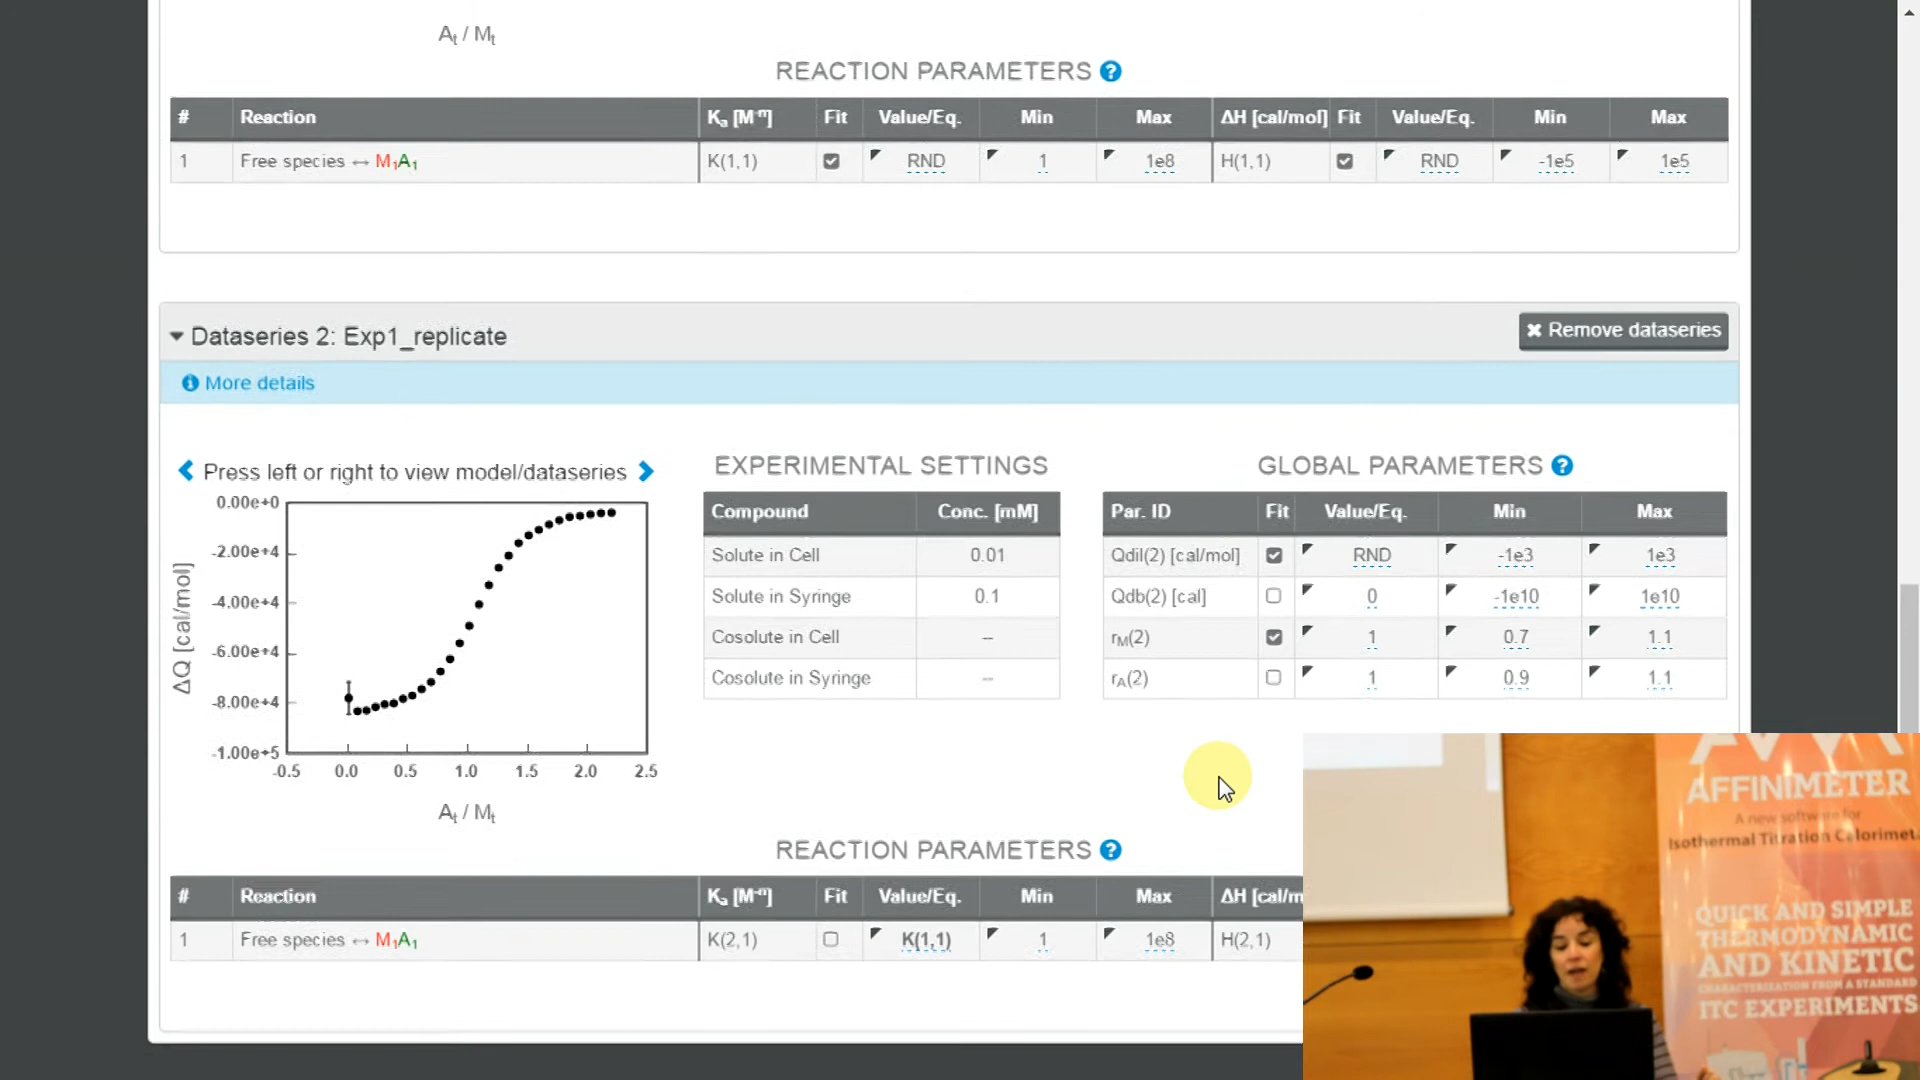 At / Mt
REACTION PARAMETERS ?
# Reaction Ka [M-n] Fit Value/Eq. Min Max ΔH [cal/mol] Fit Value/Eq. Min Max
1 Free species ↔ M1A1 K(1,1) RND 1 1e8 H(1,1) RND -1e5 1e5
Dataseries 2: Exp1_replicate
✖ Remove dataseries
More details
Press left or right to view model/dataseries
0.00e+0
-2.00e+4
-4.00e+4
-6.00e+4
-8.00e+4
-1.00e+5
ΔQ [cal/mol]
-0.5 0.0 0.5 1.0 1.5 2.0 2.5
At / Mt
EXPERIMENTAL SETTINGS
Compound Conc. [mM]
Solute in Cell 0.01
Solute in Syringe 0.1
Cosolute in Cell --
Cosolute in Syringe --
GLOBAL PARAMETERS ?
Par. ID Fit Value/Eq. Min Max
Qdil(2) [cal/mol] RND -1e3 1e3
Qdb(2) [cal] 0 -1e10 1e10
rM(2) 1 0.7 1.1
rA(2) 1 0.9 1.1
REACTION PARAMETERS ?
# Reaction Ka [M-n] Fit Value/Eq. Min Max ΔH [cal/m
1 Free species ↔ M1A1 K(2,1) K(1,1) 1 1e8 H(2,1)
AFFINIMETER
A new software for
Isothermal Titration Calorimet
QUICK AND SIMPLE
THERMODYNAMIC
AND KINETIC
CHARACTERIZATION FROM A STANDARD
ITC EXPERIMENTS